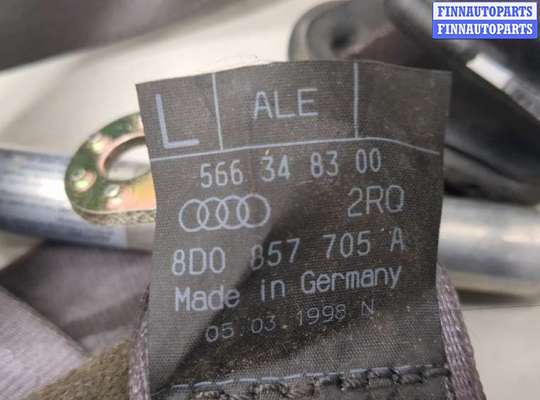 FINNAUTOPARTS
FINNAUTOPARTS
L ALE
566 34 83 00
2RQ
8D0 857 705 A
Made in Germany
05.03.1998 N